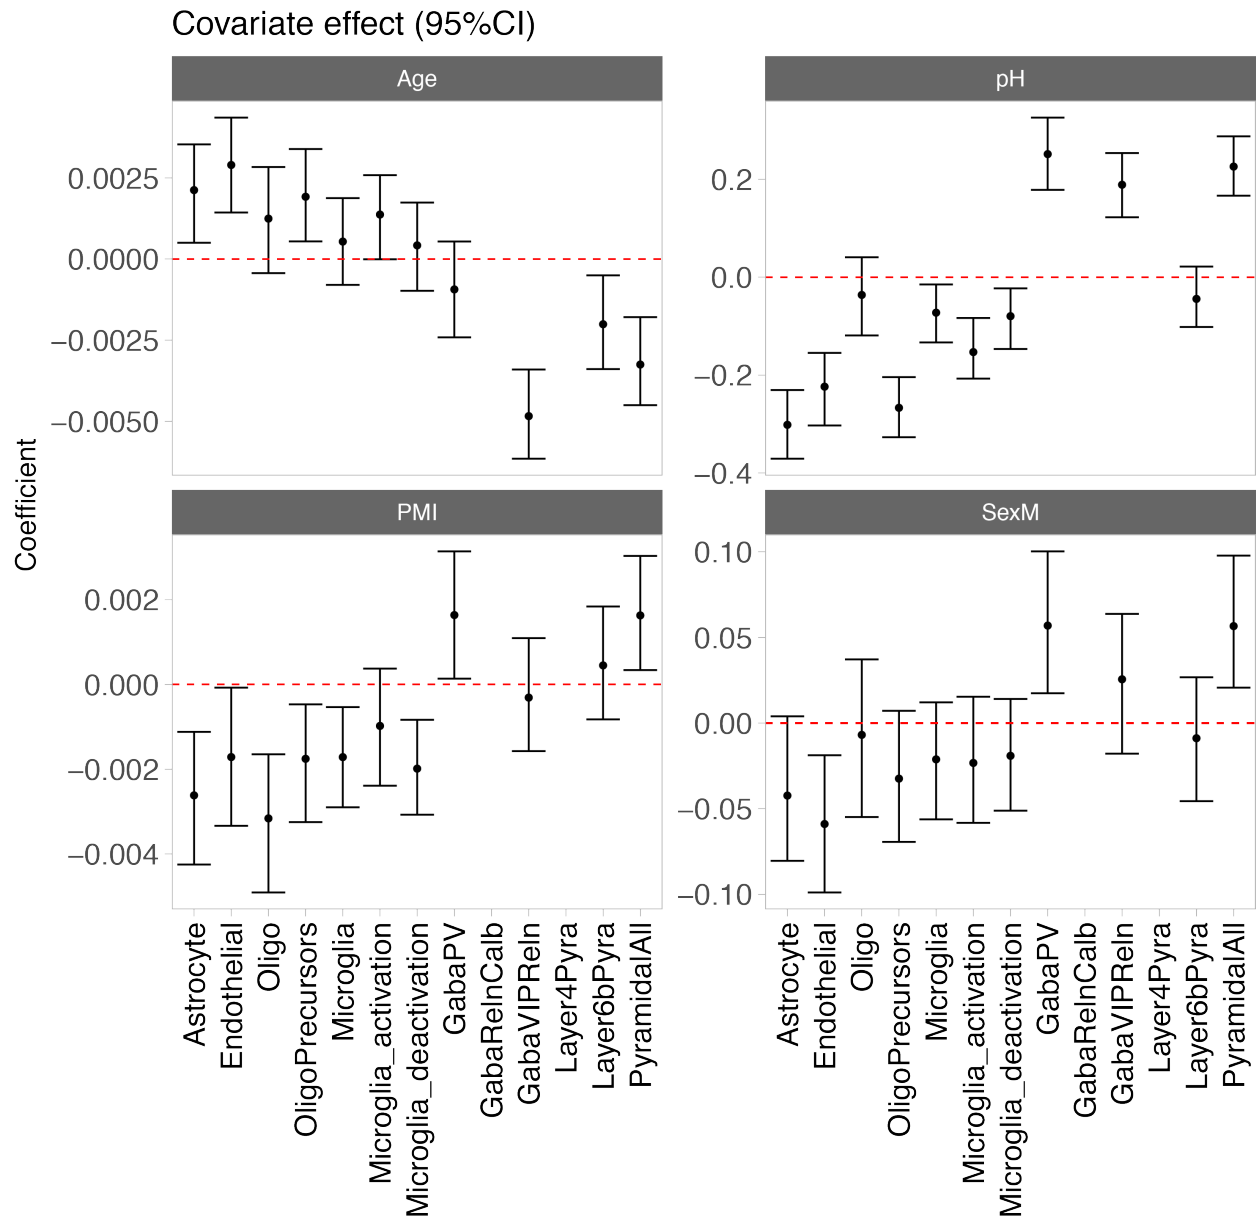 Covariate effect (95%CI)
Age
pH
0.0025
0.0000
−0.0025
−0.0050
0.2
0.0
−0.2
−0.4
Coefficient
PMI
SexM
0.002
0.000
−0.002
−0.004
0.10
0.05
0.00
−0.05
−0.10
Astrocyte
Endothelial
Oligo
OligoPrecursors
Microglia
Microglia_activation
Microglia_deactivation
GabaPV
GabaRelnCalb
GabaVIPReln
Layer4Pyra
Layer6bPyra
PyramidalAll
Astrocyte
Endothelial
Oligo
OligoPrecursors
Microglia
Microglia_activation
Microglia_deactivation
GabaPV
GabaRelnCalb
GabaVIPReln
Layer4Pyra
Layer6bPyra
PyramidalAll